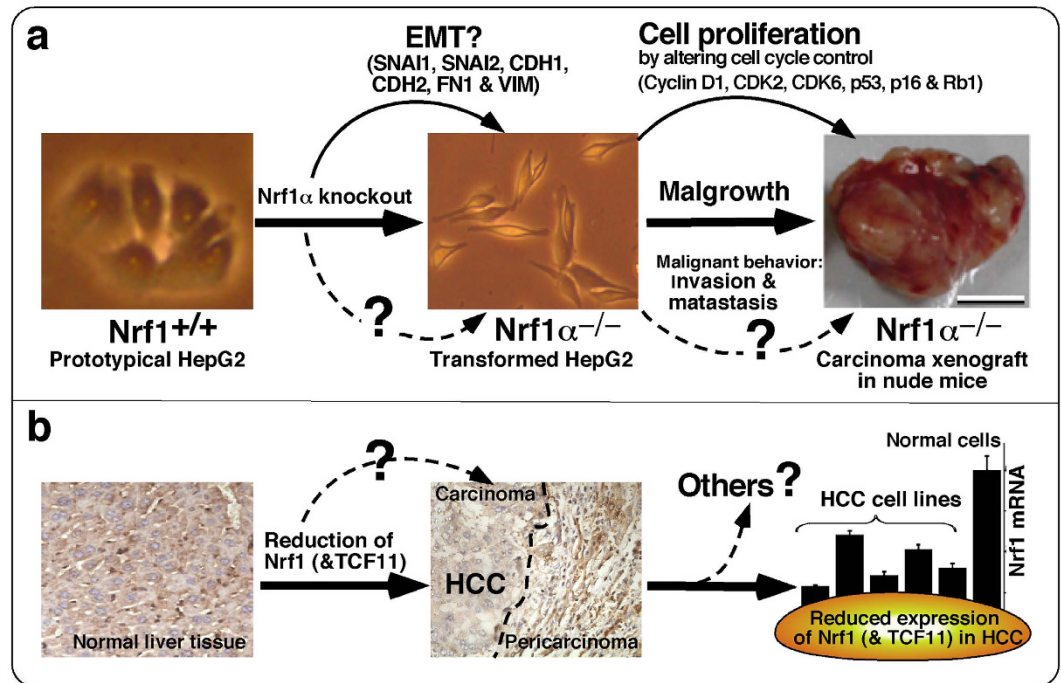 a
EMT?
(SNAI1, SNAI2, CDH1,
CDH2, FN1 & VIM)
Cell proliferation
by altering cell cycle control
(Cyclin D1, CDK2, CDK6, p53, p16 & Rb1)
Nrf1α knockout
?
Malgrowth
Malignant behavior:
Invasion &
matastasis
?
Nrf1+/+
Prototypical HepG2
Nrf1α−/−
Transformed HepG2
Nrf1α−/−
Carcinoma xenograft
in nude mice
b
Normal liver tissue
?
Reduction of
Nrf1 (&TCF11)
Carcinoma
HCC
Pericarcinoma
Others?
Normal cells
HCC cell lines
Nrf1 mRNA
Reduced expression
of Nrf1 (& TCF11) in HCC